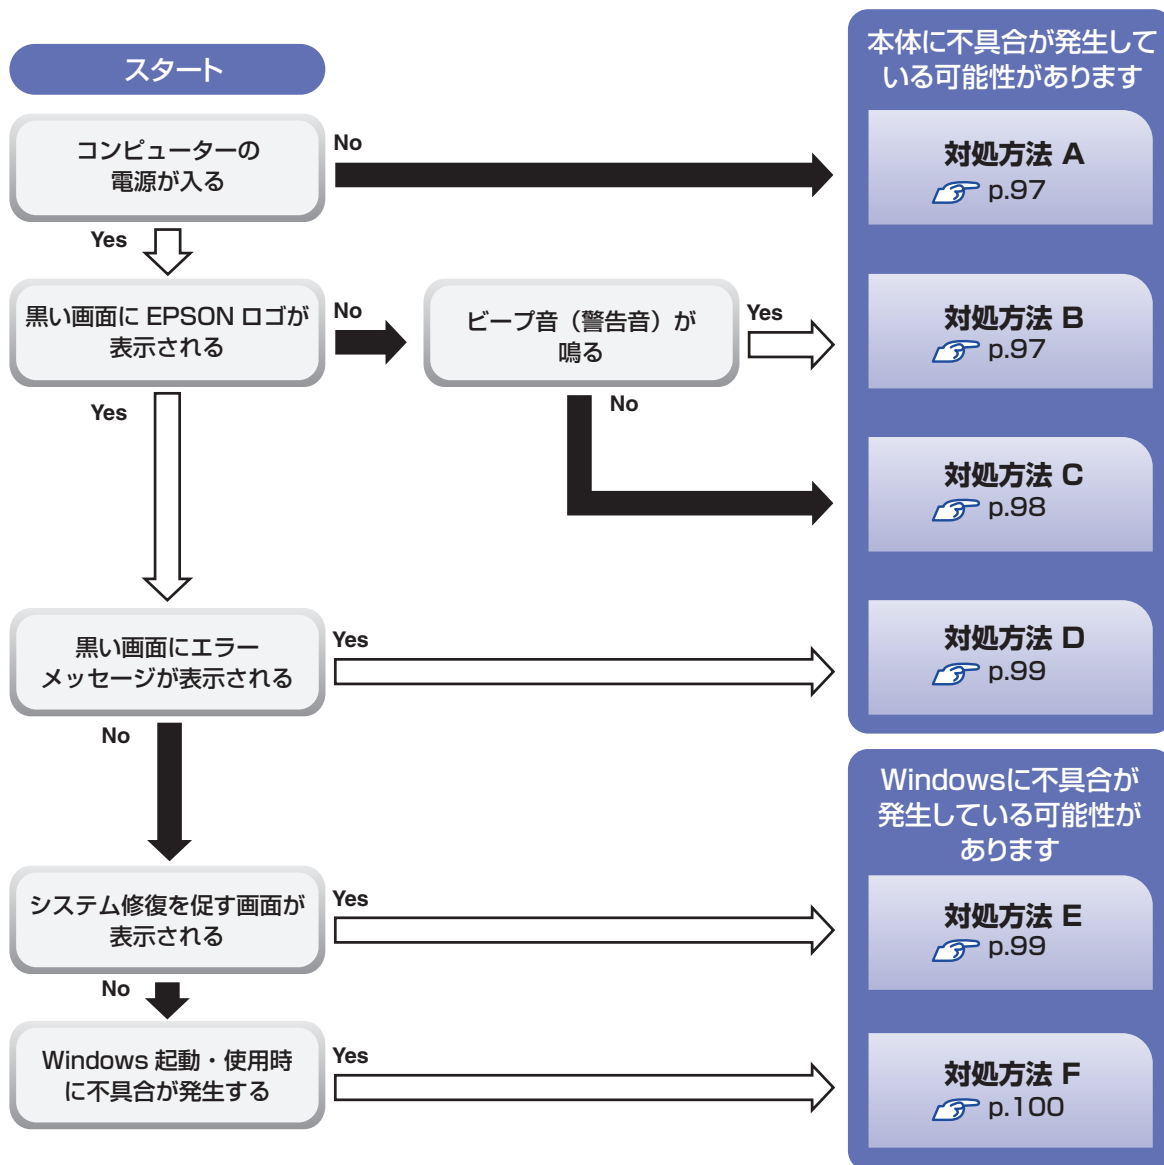 スタート
コンピューターの
電源が入る
No
Yes
黒い画面に EPSON ロゴが
表示される
No
ビープ音（警告音）が
鳴る
Yes
No
Yes
黒い画面にエラー
メッセージが表示される
Yes
No
システム修復を促す画面が
表示される
Yes
No
Windows 起動・使用時
に不具合が発生する
Yes
本体に不具合が発生して
いる可能性があります
対処方法 A
p.97
対処方法 B
p.97
対処方法 C
p.98
対処方法 D
p.99
Windowsに不具合が
発生している可能性が
あります
対処方法 E
p.99
対処方法 F
p.100